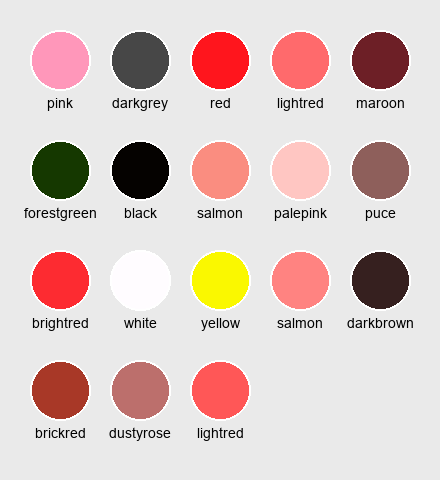 pink darkgrey red lightred maroon
forestgreen black salmon palepink puce
brightred white yellow salmon darkbrown
brickred dustyrose lightred